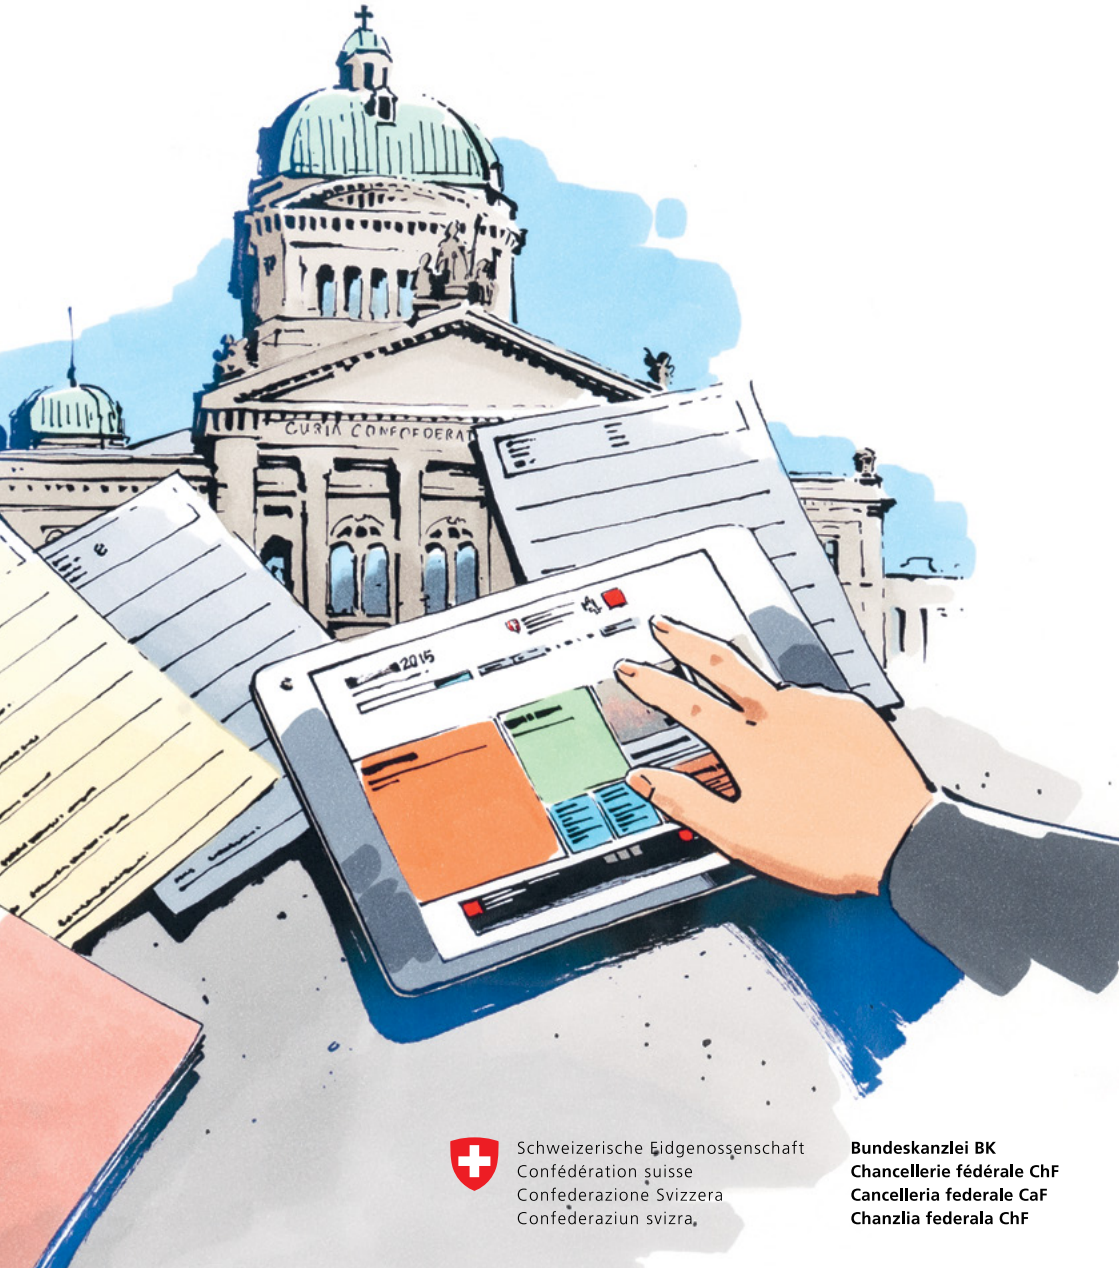 CURIA CONFOFDERAT
2015
Schweizerische Eidgenossenschaft
Confédération suisse
Confederazione Svizzera
Confederaziun svizra
Bundeskanzlei BK
Chancellerie fédérale ChF
Cancelleria federale CaF
Chanzlia federala ChF